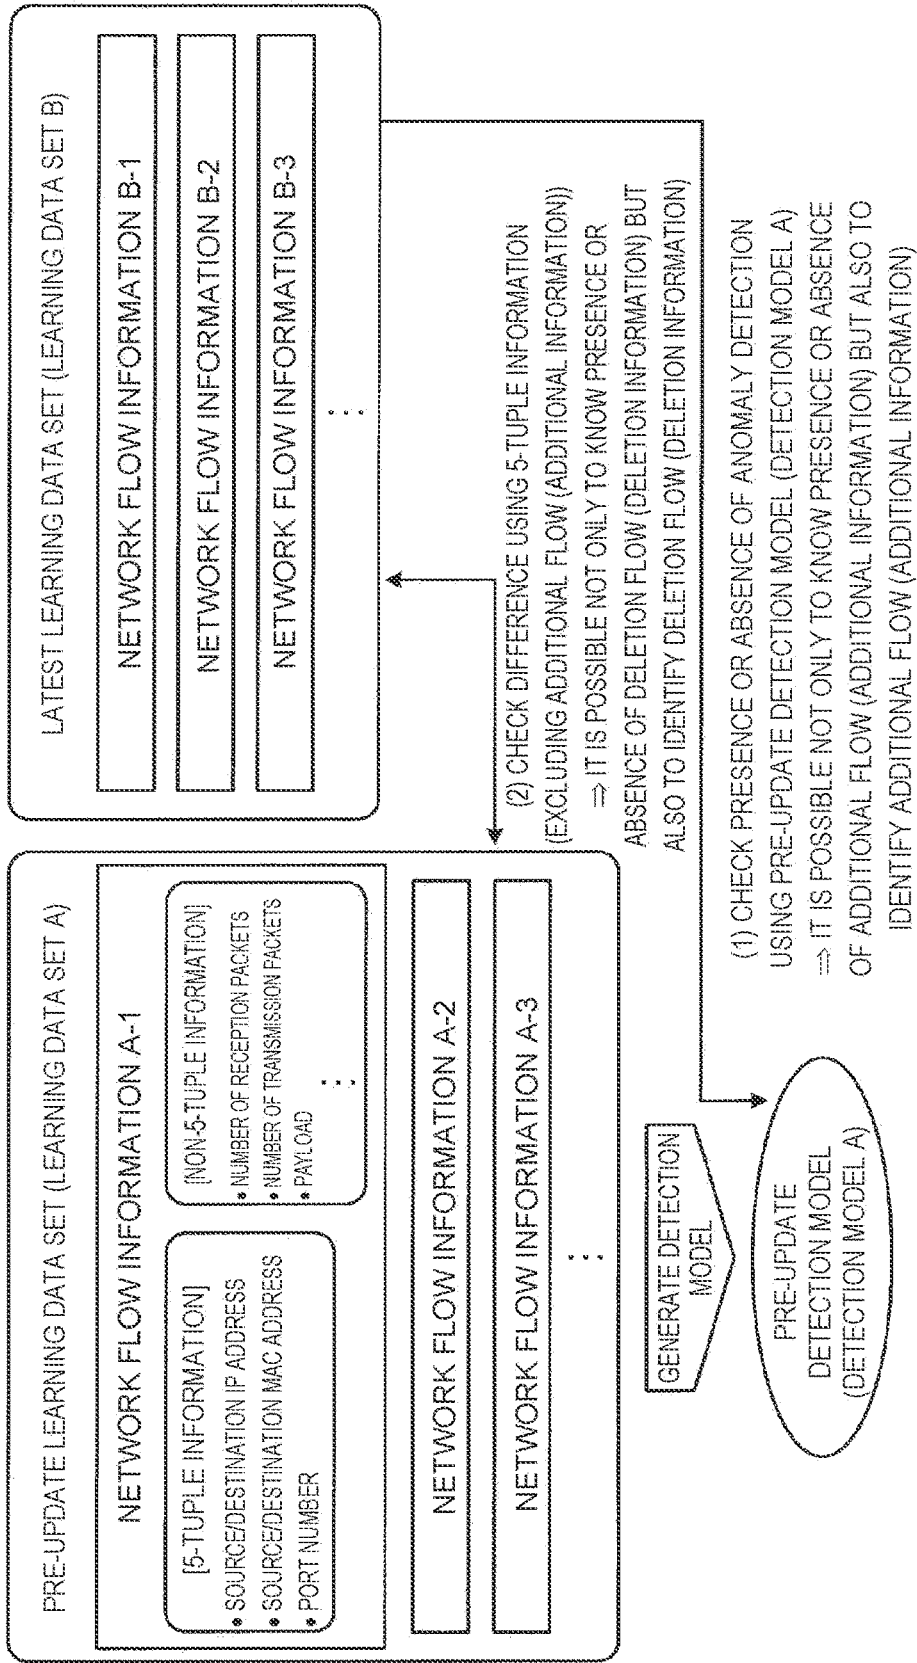 PRE-UPDATE LEARNING DATA SET (LEARNING DATA SET A)
NETWORK FLOW INFORMATION A-1
[5-TUPLE INFORMATION]
• SOURCE/DESTINATION IP ADDRESS
• SOURCE/DESTINATION MAC ADDRESS
• PORT NUMBER
[NON-5-TUPLE INFORMATION]
• NUMBER OF RECEPTION PACKETS
• NUMBER OF TRANSMISSION PACKETS
• PAYLOAD
⋮
NETWORK FLOW INFORMATION A-2
NETWORK FLOW INFORMATION A-3
⋮
LATEST LEARNING DATA SET (LEARNING DATA SET B)
NETWORK FLOW INFORMATION B-1
NETWORK FLOW INFORMATION B-2
NETWORK FLOW INFORMATION B-3
⋮
(2) CHECK DIFFERENCE USING 5-TUPLE INFORMATION
(EXCLUDING ADDITIONAL FLOW (ADDITIONAL INFORMATION))
⇒ IT IS POSSIBLE NOT ONLY TO KNOW PRESENCE OR
ABSENCE OF DELETION FLOW (DELETION INFORMATION) BUT
ALSO TO IDENTIFY DELETION FLOW (DELETION INFORMATION)
GENERATE DETECTION
MODEL
PRE-UPDATE
DETECTION MODEL
(DETECTION MODEL A)
(1) CHECK PRESENCE OR ABSENCE OF ANOMALY DETECTION
USING PRE-UPDATE DETECTION MODEL (DETECTION MODEL A)
⇒ IT IS POSSIBLE NOT ONLY TO KNOW PRESENCE OR ABSENCE
OF ADDITIONAL FLOW (ADDITIONAL INFORMATION) BUT ALSO TO
IDENTIFY ADDITIONAL FLOW (ADDITIONAL INFORMATION)